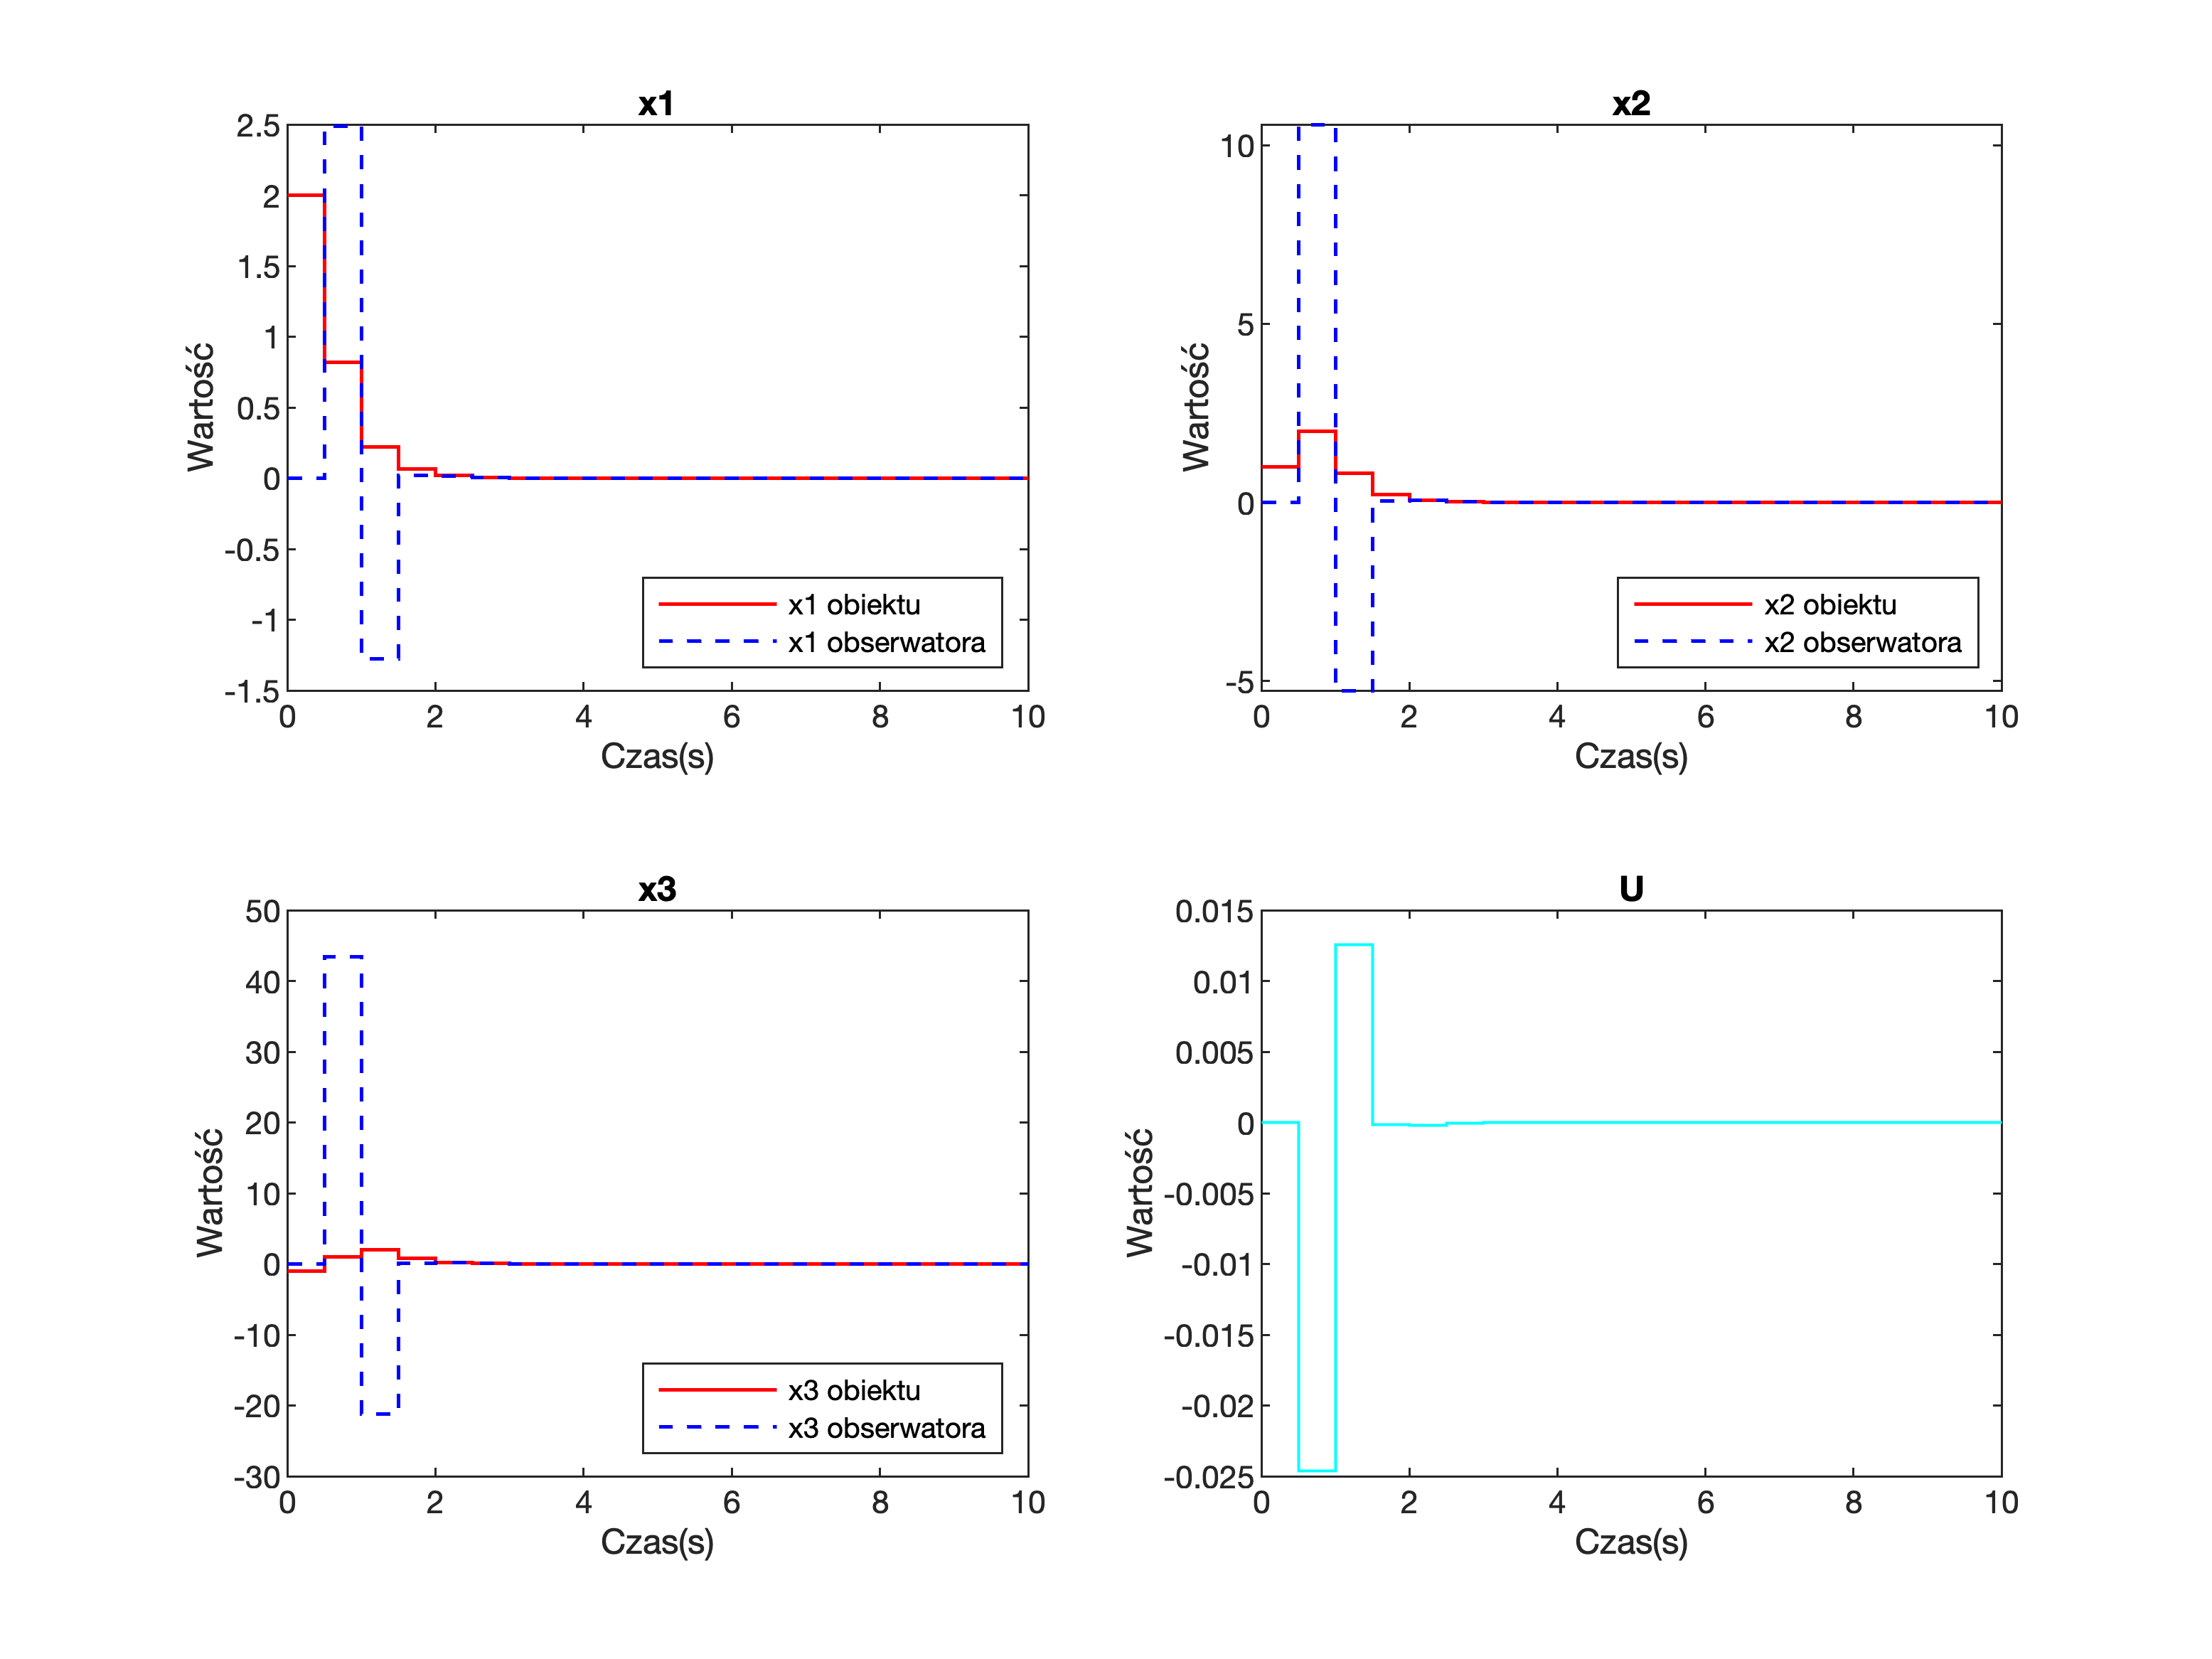 x1
2.5
2
1.5
1
0.5
0
-0.5
-1
-1.5
Wartość
x1 obiektu
x1 obserwatora
0 2 4 6 8 10
Czas(s)
x2
10
5
0
-5
Wartość
x2 obiektu
x2 obserwatora
0 2 4 6 8 10
Czas(s)
x3
50
40
30
20
10
0
-10
-20
-30
Wartość
x3 obiektu
x3 obserwatora
0 2 4 6 8 10
Czas(s)
U
0.015
0.01
0.005
0
-0.005
-0.01
-0.015
-0.02
-0.025
Wartość
0 2 4 6 8 10
Czas(s)